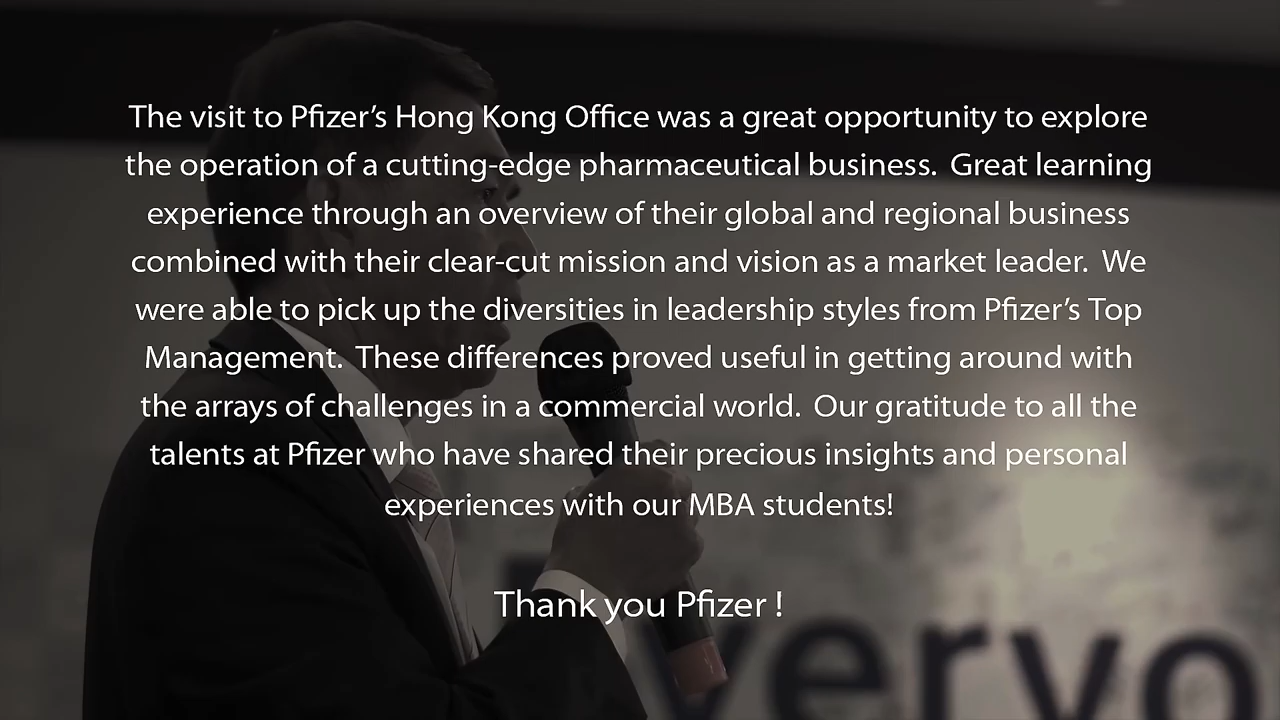 The visit to Pfizer’s Hong Kong Office was a great opportunity to explore
the operation of a cutting-edge pharmaceutical business.  Great learning
experience through an overview of their global and regional business
combined with their clear-cut mission and vision as a market leader.  We
were able to pick up the diversities in leadership styles from Pfizer’s Top
Management.  These differences proved useful in getting around with
the arrays of challenges in a commercial world.  Our gratitude to all the
talents at Pfizer who have shared their precious insights and personal
experiences with our MBA students!
Thank you Pfizer !